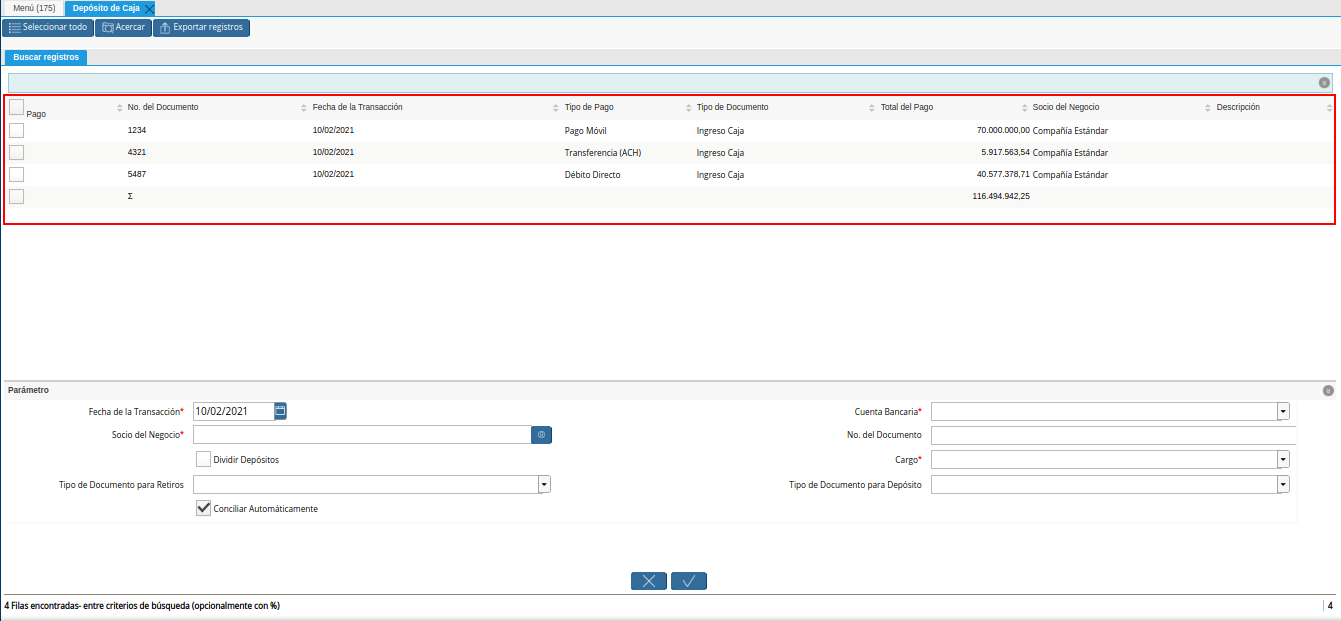 Menú (175) Depósito de Caja
Seleccionar todo Acercar Exportar registros
Buscar registros
Pago No. del Documento Fecha de la Transacción Tipo de Pago Tipo de Documento Total del Pago Socio del Negocio Descripción
1234 10/02/2021 Pago Móvil Ingreso Caja 70.000.000,00 Compañía Estándar
4321 10/02/2021 Transferencia (ACH) Ingreso Caja 5.917.563,54 Compañía Estándar
5487 10/02/2021 Débito Directo Ingreso Caja 40.577.378,71 Compañía Estándar
Σ 116.494.942,25
Parámetro
Fecha de la Transacción* 10/02/2021 Cuenta Bancaria*
Socio del Negocio* No. del Documento
Dividir Depósitos Cargo*
Tipo de Documento para Retiros Tipo de Documento para Depósito
Conciliar Automáticamente
4 Filas encontradas- entre criterios de búsqueda (opcionalmente con %) 4